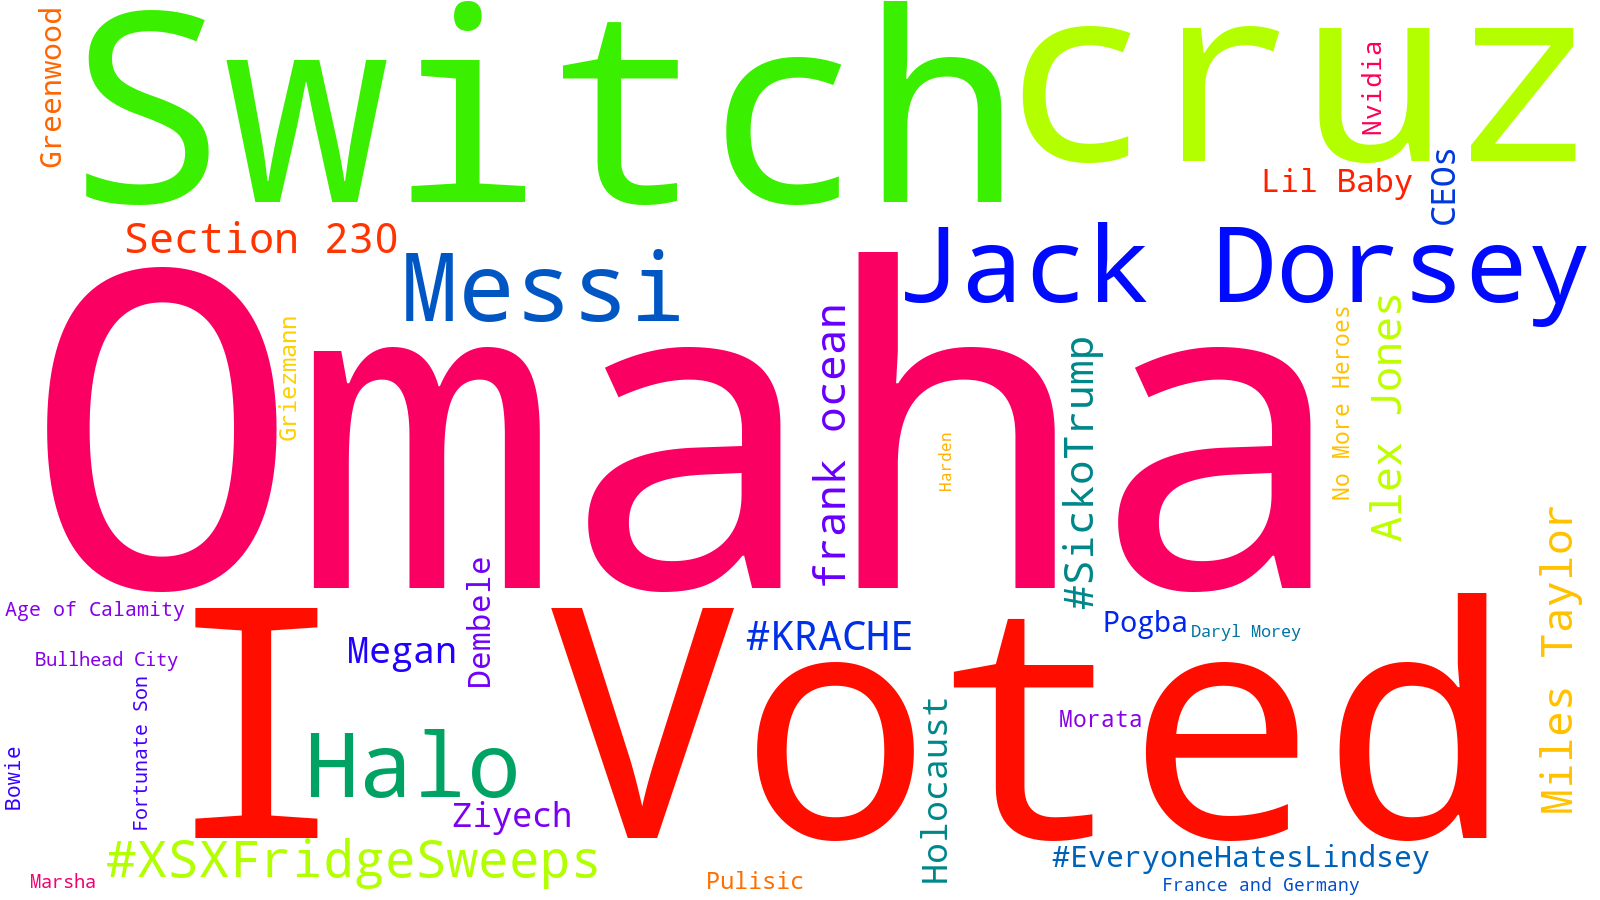 Greenwood
Switch
cruz
Nvidia
Lil Baby
CEOs
Section 230
Messi
Jack Dorsey
Omaha
Griezmann
frank ocean
Harden
#SickoTrump
No More Heroes
Alex Jones
Miles Taylor
Age of Calamity
I Voted
Bullhead City
Megan
Dembele
#KRACHE
Pogba
Daryl Morey
Fortunate Son
Bowie
Halo
Ziyech
Morata
Holocaust
#XSXFridgeSweeps
#EveryoneHatesLindsey
Marsha
Pulisic
France and Germany